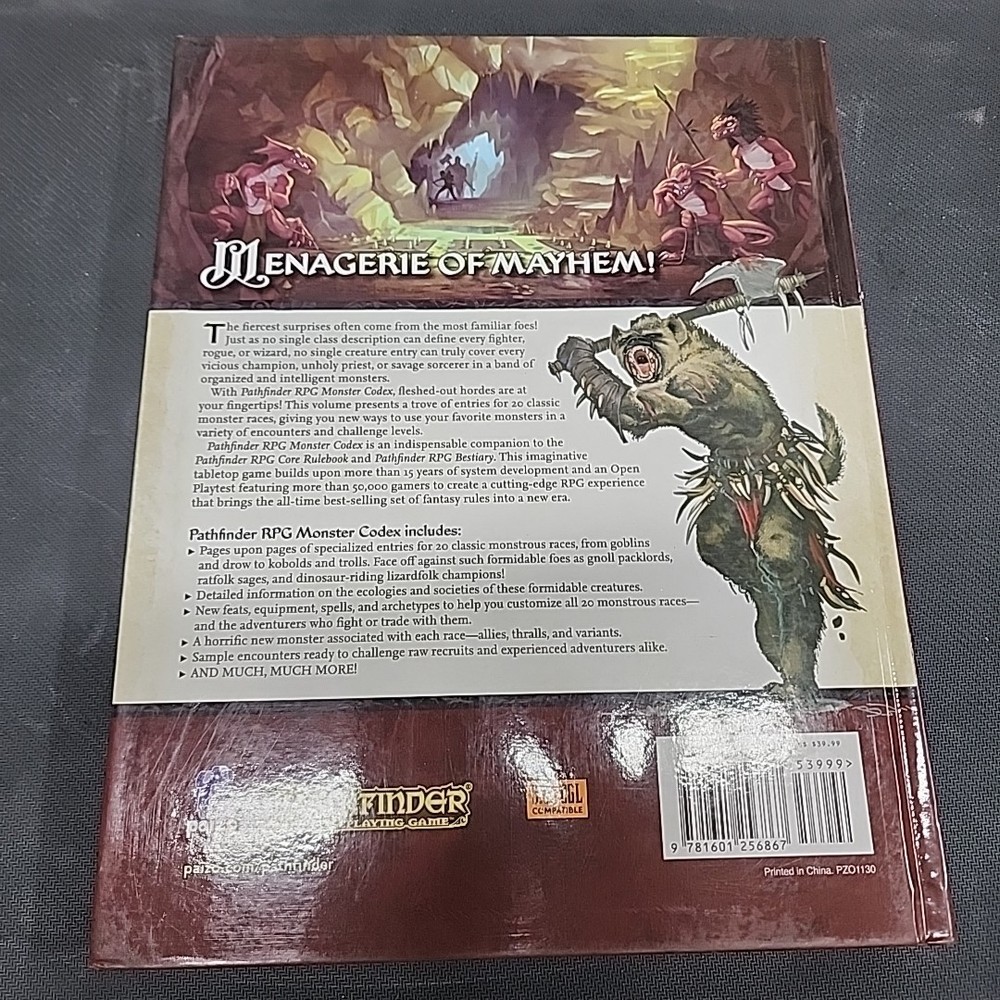 MENAGERIE OF MAYHEM!
The fiercest surprises often come from the most familiar foes!
Just as no single class description can define every fighter,
rogue, or wizard, no single creature entry can truly cover every
vicious champion, unholy priest, or savage sorcerer in a band of
organized and intelligent monsters.
With Pathfinder RPG Monster Codex, fleshed-out hordes are at
your fingertips! This volume presents a trove of entries for 20 classic
monster races, giving you new ways to use your favorite monsters in a
variety of encounters and challenge levels.
Pathfinder RPG Monster Codex is an indispensable companion to the
Pathfinder RPG Core Rulebook and Pathfinder RPG Bestiary. This imaginative
tabletop game builds upon more than 15 years of system development and an Open
Playtest featuring more than 50,000 gamers to create a cutting-edge RPG experience
that brings the all-time best-selling set of fantasy rules into a new era.
Pathfinder RPG Monster Codex includes:
▸ Pages upon pages of specialized entries for 20 classic monstrous races, from goblins
and drow to kobolds and trolls. Face off against such formidable foes as gnoll packlords,
ratfolk sages, and dinosaur-riding lizardfolk champions!
▸ Detailed information on the ecologies and societies of these formidable creatures.
▸ New feats, equipment, spells, and archetypes to help you customize all 20 monstrous races—
and the adventurers who fight or trade with them.
▸ A horrific new monster associated with each race—allies, thralls, and variants.
▸ Sample encounters ready to challenge raw recruits and experienced adventurers alike.
▸ AND MUCH, MUCH MORE!
$39.99
53999>
COMPATIBLE
PLAYING GAME
paizo
paizo.com/pathfinder
9 781601 256867
Printed in China. PZO1130